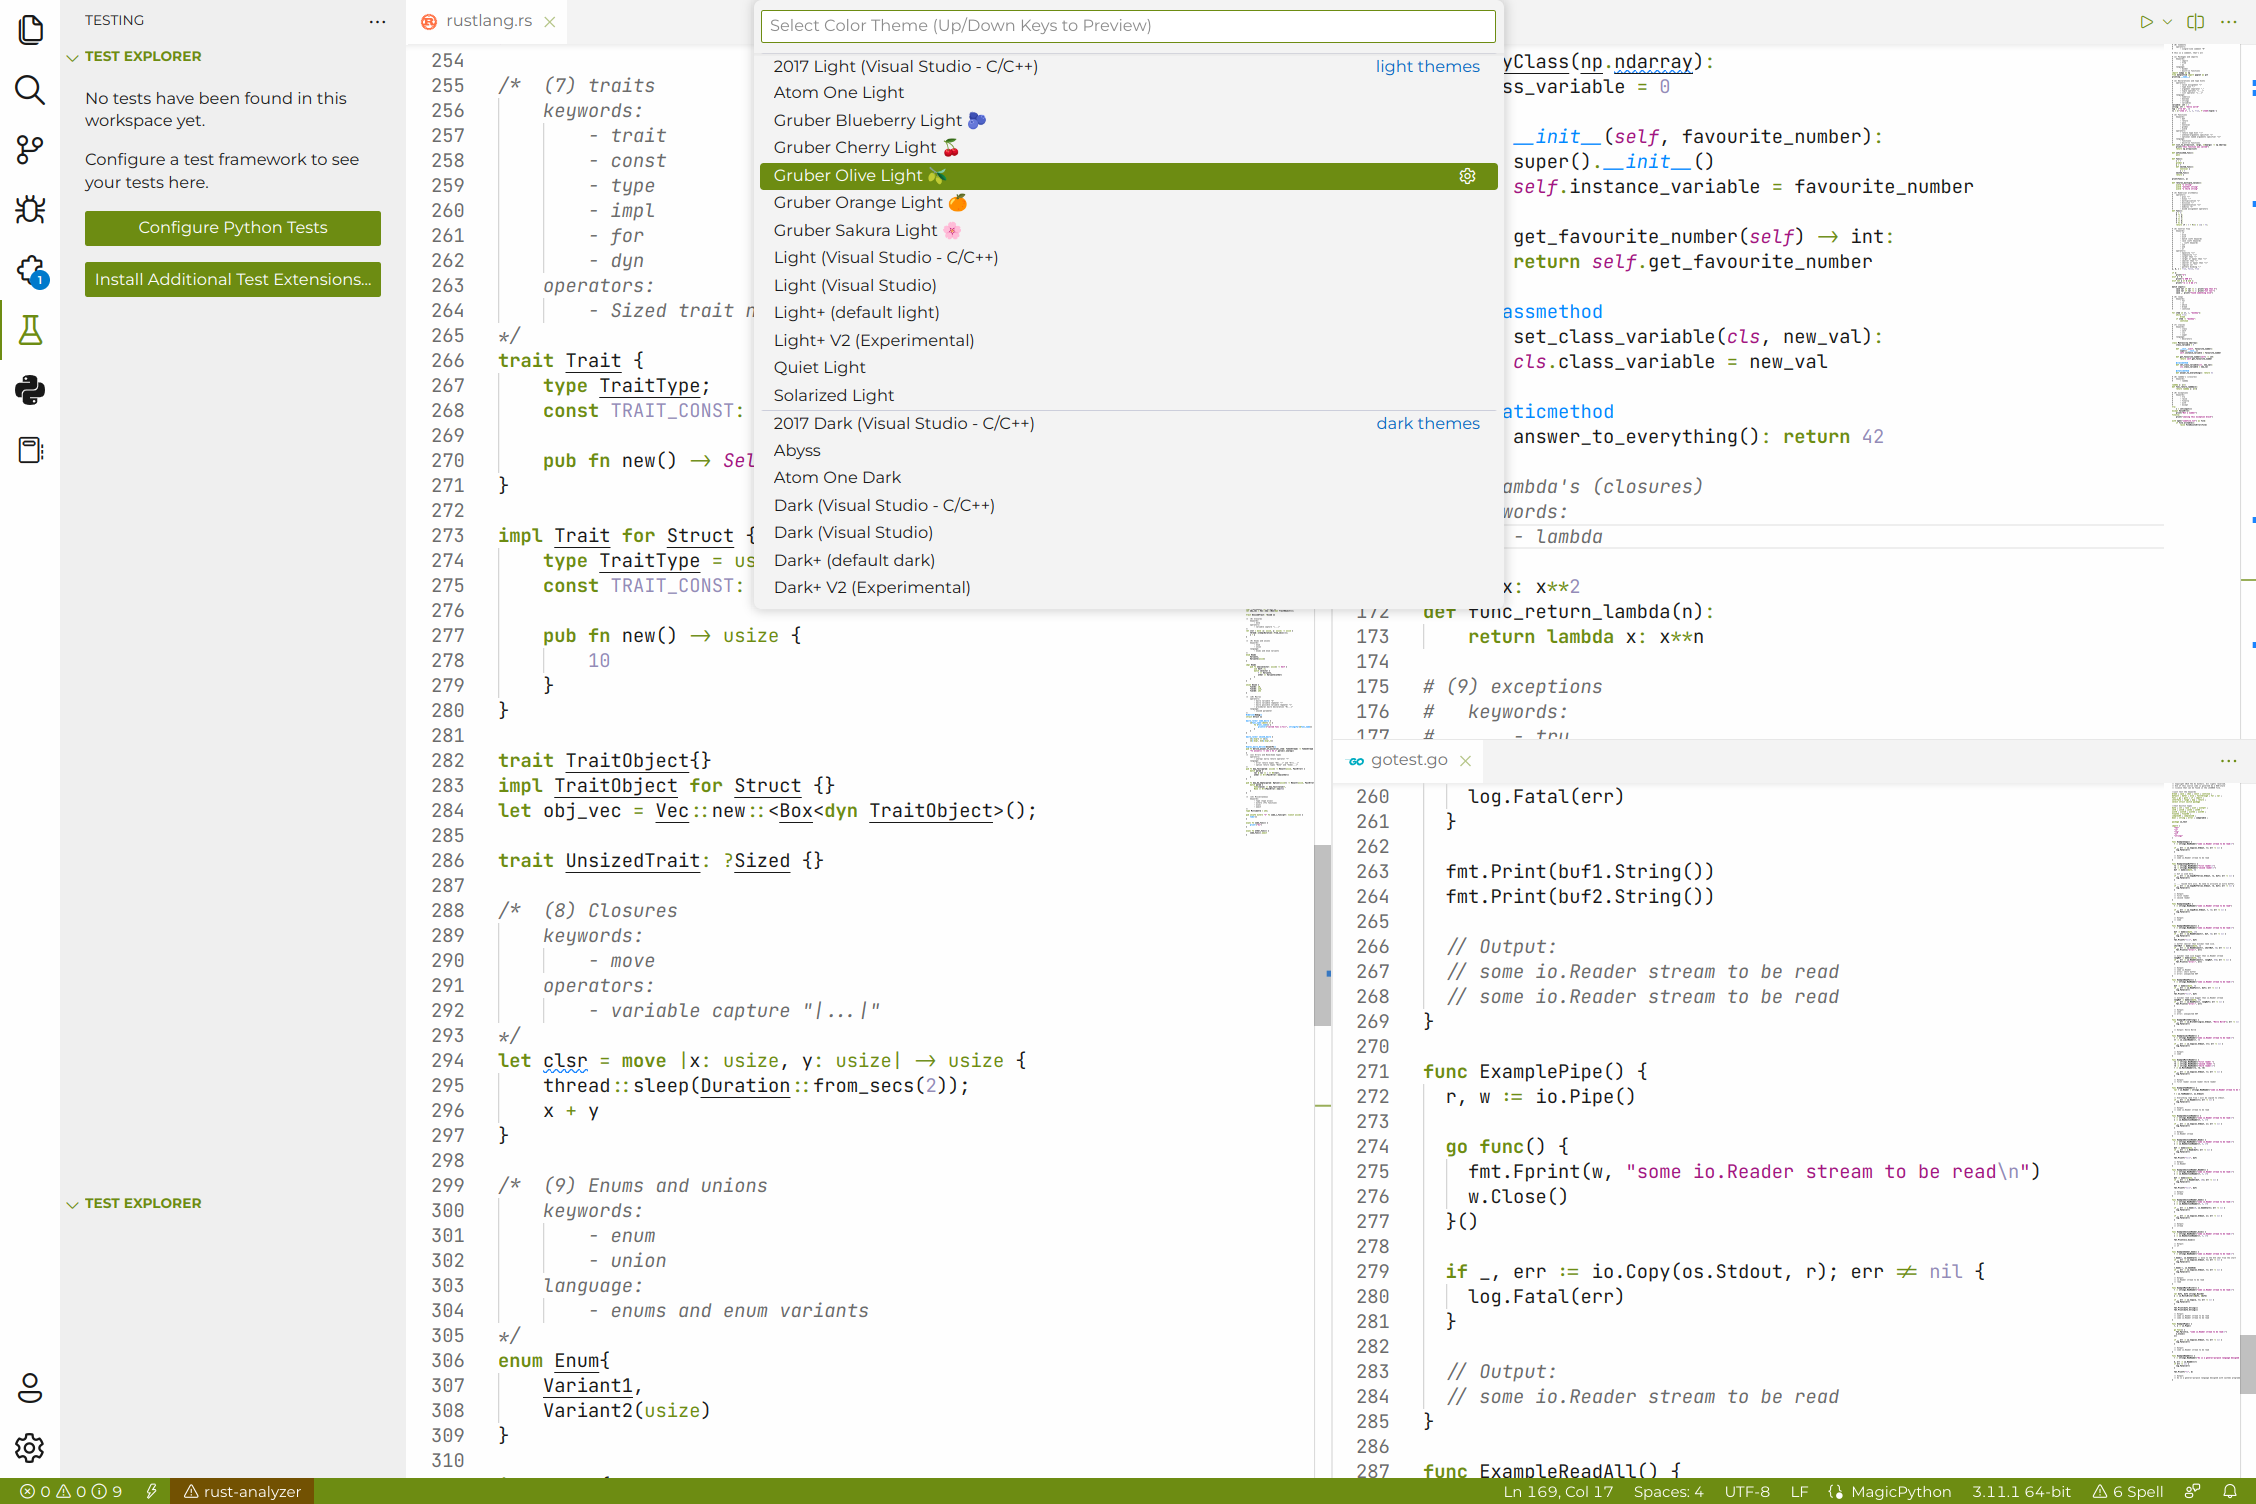 TESTING
TEST EXPLORER
No tests have been found in this
workspace yet.
Configure a test framework to see
your tests here.
Configure Python Tests
Install Additional Test Extensions...
1
TEST EXPLORER
rustlang.rs
254
255 /*  (7) traits
256     keywords:
257         - trait
258         - const
259         - type
260         - impl
261         - for
262         - dyn
263     operators:
264         - Sized trait
265 */
266 trait Trait {
267     type TraitType;
268     const TRAIT_CONST:
269
270     pub fn new() ->
271 }
272
273 impl Trait for Struct {
274     type TraitType =
275     const TRAIT_CONST:
276
277     pub fn new() -> usize {
278         10
279     }
280 }
281
282 trait TraitObject{}
283 impl TraitObject for Struct {}
284 let obj_vec = Vec::new::<Box<dyn TraitObject>();
285
286 trait UnsizedTrait: ?Sized {}
287
288 /*  (8) Closures
289     keywords:
290         - move
291     operators:
292         - variable capture "|...|"
293 */
294 let clsr = move |x: usize, y: usize| -> usize {
295     thread::sleep(Duration::from_secs(2));
296     x + y
297 }
298
299 /*  (9) Enums and unions
300     keywords:
301         - enum
302         - union
303     language:
304         - enums and enum variants
305 */
306 enum Enum{
307     Variant1,
308     Variant2(usize)
309 }
310
Select Color Theme (Up/Down Keys to Preview)
2017 Light (Visual Studio - C/C++) light themes
Atom One Light
Gruber Blueberry Light 🫐
Gruber Cherry Light 🍒
Gruber Olive Light 🫒
Gruber Orange Light 🍊
Gruber Sakura Light 🌸
Light (Visual Studio - C/C++)
Light (Visual Studio)
Light+ (default light)
Light+ V2 (Experimental)
Quiet Light
Solarized Light
2017 Dark (Visual Studio - C/C++) dark themes
Abyss
Atom One Dark
Dark (Visual Studio - C/C++)
Dark (Visual Studio)
Dark+ (default dark)
Dark+ V2 (Experimental)
yClass(np.ndarray):
ss_variable = 0
__init__(self, favourite_number):
super().__init__()
self.instance_variable = favourite_number
get_favourite_number(self) -> int:
return self.get_favourite_number
assmethod
set_class_variable(cls, new_val):
cls.class_variable = new_val
aticmethod
answer_to_everything(): return 42
ambda's (closures)
words:
- lambda
x: x**2
172 def func_return_lambda(n):
173     return lambda x: x**n
174
175 # (9) exceptions
176 #   keywords:
177 #       - try
gotest.go
260     log.Fatal(err)
261   }
262
263   fmt.Print(buf1.String())
264   fmt.Print(buf2.String())
265
266   // Output:
267   // some io.Reader stream to be read
268   // some io.Reader stream to be read
269 }
270
271 func ExamplePipe() {
272   r, w := io.Pipe()
273
274   go func() {
275     fmt.Fprint(w, "some io.Reader stream to be read\n")
276     w.Close()
277   }()
278
279   if _, err := io.Copy(os.Stdout, r); err != nil {
280     log.Fatal(err)
281   }
282
283   // Output:
284   // some io.Reader stream to be read
285 }
286
287 func ExampleReadAll() {
0 0 9 rust-analyzer Ln 169, Col 17 Spaces: 4 UTF-8 LF MagicPython 3.11.1 64-bit 6 Spell